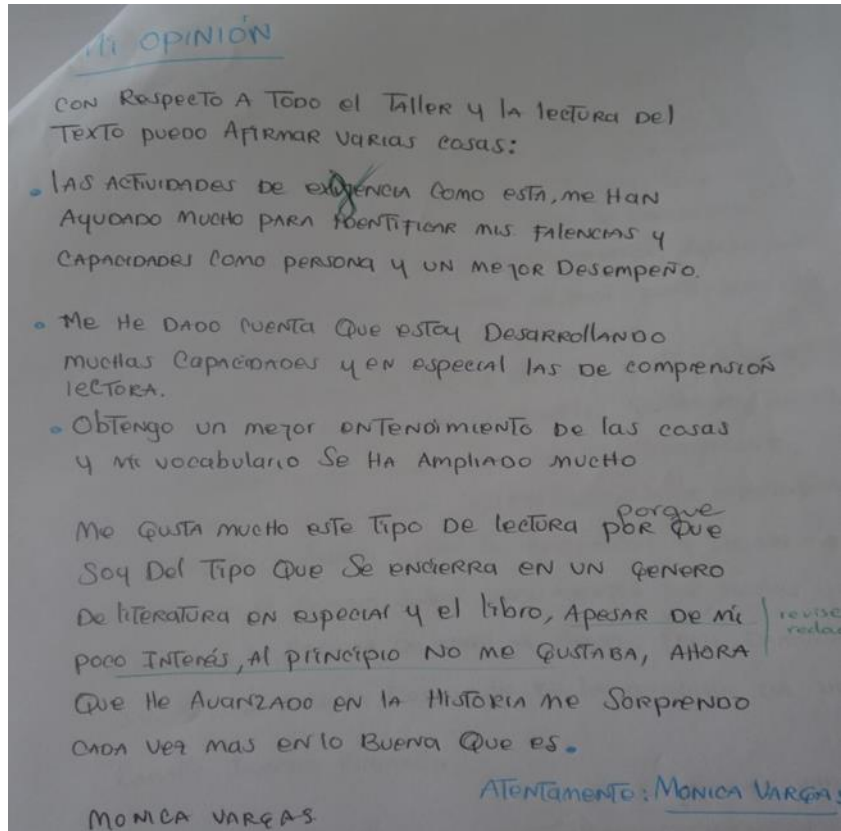 Mi OPINIÓN
CON RespecTo A ToDo el TAlleR y lA lecTuRa Del
TexTo pueDo AfiRmaR vaRias cosas:
• lAS ACTIVIDADES DE exigencia Como esta, me Han
AyuDADO mucHo PARA iDENTificAR mis fAlencias y
CApAciDADes Como peRsonA y UN mejoR DesempeÑo.
• Me He DADO cuenTA Que esToy DesaRRollANDO
mucHas CapAciDADes y eN especiAl lAs De compRensioÑ
lecToRA.
• ObTengo un mejoR enTenDimienTo De las cosas
y mi vocabulario Se HA AmpliADO mucHo
porque
Me GusTA mucHo esTe Tipo De lecTuRa poR Que
Soy Del Tipo Que Se encieRRA EN UN GeneRo
De liTeRaTuRA en especiAl y el libro, ApesAR De mi
revise
poco INTeRés, Al pRincipio No me GusTABA, AHoRA
redac
Que He AvAnzADO eN lA HisToRiA me SoRpRenDo
CADA vez mas en lo BuenA Que es.
ATenTamenTe: MoNICA VARGAS
MONICA VARGAS.